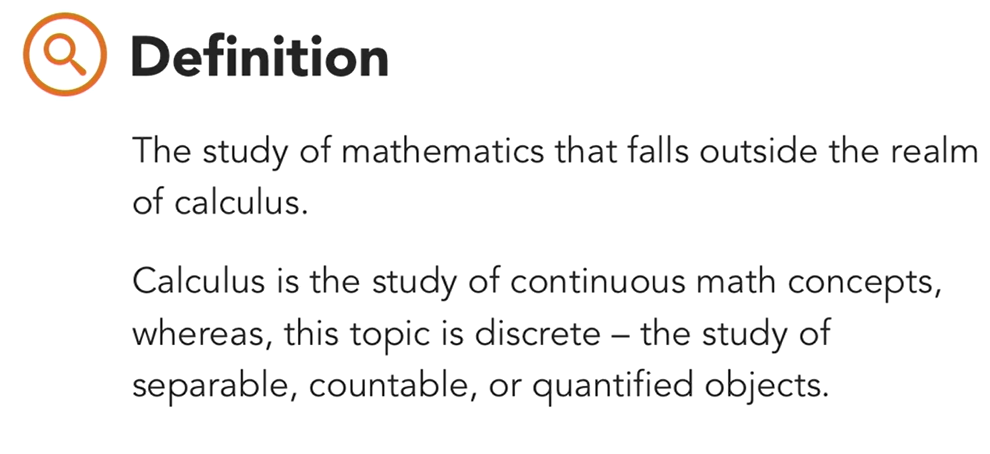 Definition
The study of mathematics that falls outside the realm
of calculus.
Calculus is the study of continuous math concepts,
whereas, this topic is discrete – the study of
separable, countable, or quantified objects.